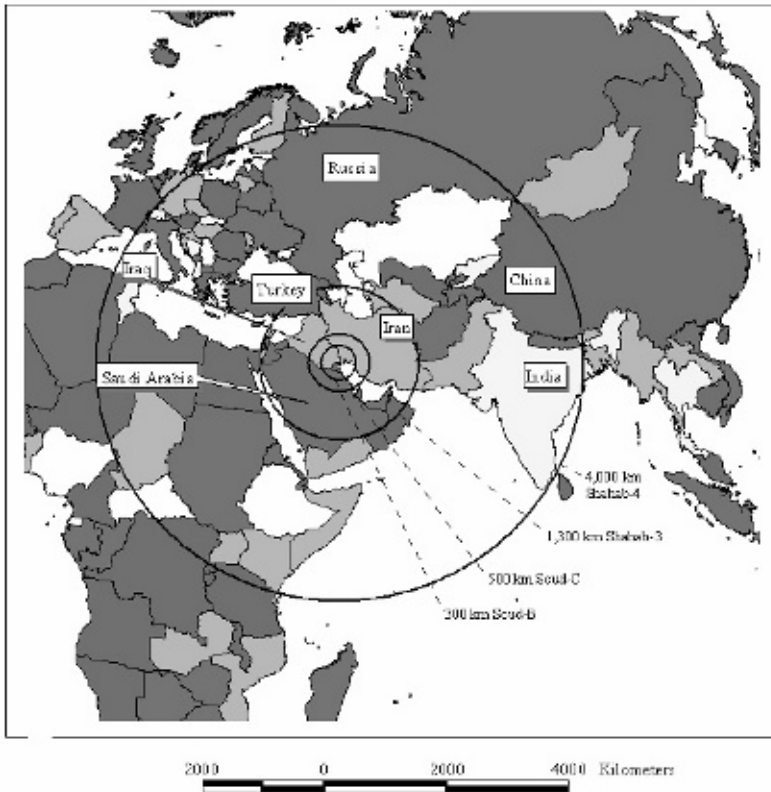 Russia
Iraq
Turkey
China
Iran
Saudi Arabia
India
4,000 km
Shahab-4
1,300 km Shahab-3
500 km Scud-C
300 km Scud-B
2000 0 2000 4000 Kilometers